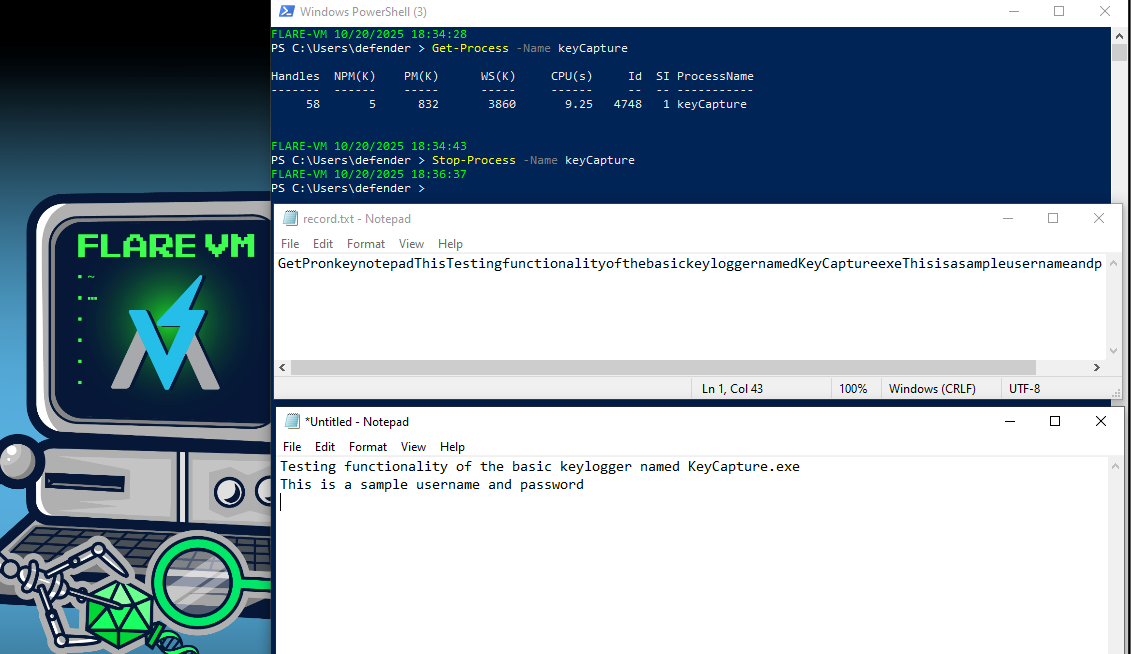 Windows PowerShell (3)
FLARE-VM 10/20/2025 18:34:28
PS C:\Users\defender > Get-Process -Name keyCapture
Handles NPM(K) PM(K) WS(K) CPU(s) Id SI ProcessName
------- ------ ----- ----- ------ -- -- -----------
58 5 832 3860 9.25 4748 1 keyCapture
FLARE-VM 10/20/2025 18:34:43
PS C:\Users\defender > Stop-Process -Name keyCapture
FLARE-VM 10/20/2025 18:36:37
PS C:\Users\defender >
FLARE VM
record.txt - Notepad
File Edit Format View Help
GetPronkeynotepadThisTestingfunctionalityofthebasickeyloggernamedKeyCaptureexeThisisasampleusernameandp
Ln 1, Col 43 100% Windows (CRLF) UTF-8
*Untitled - Notepad
File Edit Format View Help
Testing functionality of the basic keylogger named KeyCapture.exe
This is a sample username and password